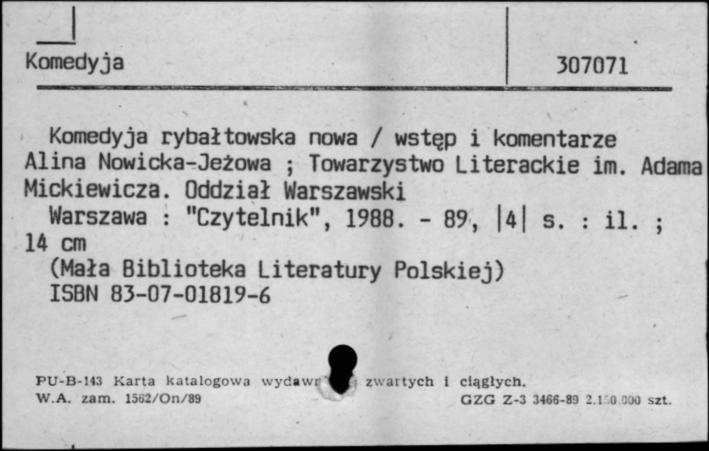 Komedyja 307071
Komedyja rybałtowska nowa / wstęp i komentarze
Alina Nowicka-Jeżowa ; Towarzystwo Literackie im. Adama
Mickiewicza. Oddział Warszawski
Warszawa : "Czytelnik", 1988. - 89, |4| s. : il. ;
14 cm
(Mała Biblioteka Literatury Polskiej)
ISBN 83-07-01819-6
PU-B-143 Karta katalogowa zwartych i ciągłych.
W.A. zam. 1562/On/89 GZG Z-3 3466-89 szt.